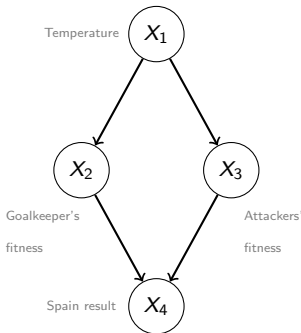 Temperature
X1
X2
X3
Goalkeeper's
fitness
Attackers'
fitness
Spain result
X4